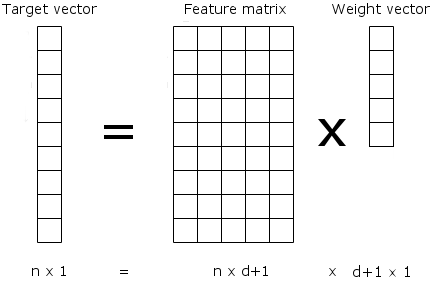 Target vector Feature matrix Weight vector
= x
n x 1 = n x d+1 x d+1 x 1